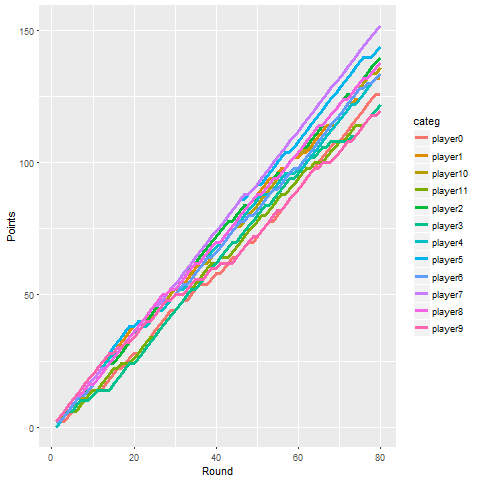 150
100
50
0
Points
0
20
40
60
80
Round
categ
player0
player1
player10
player11
player2
player3
player4
player5
player6
player7
player8
player9